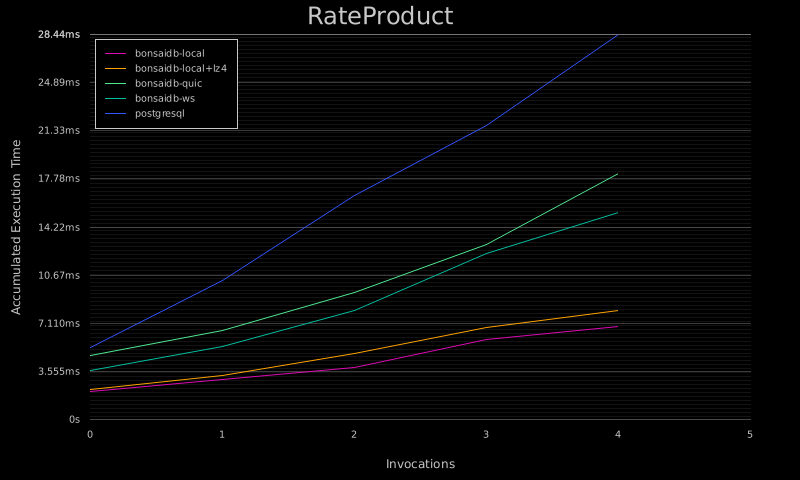 RateProduct
28.44ms
24.89ms
21.33ms
17.78ms
14.22ms
10.67ms
7.110ms
3.555ms
0s
bonsaidb-local
bonsaidb-local+lz4
bonsaidb-quic
bonsaidb-ws
postgresql
Accumulated Execution Time
0 1 2 3 4 5
Invocations